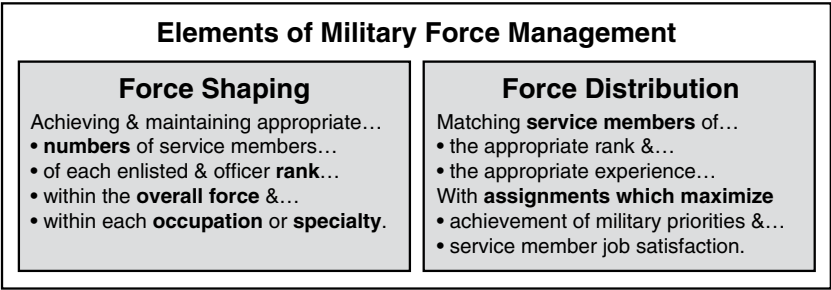 Elements of Military Force Management
Force Shaping
Achieving & maintaining appropriate…
• numbers of service members…
• of each enlisted & officer rank…
• within the overall force &…
• within each occupation or specialty.
Force Distribution
Matching service members of…
• the appropriate rank &…
• the appropriate experience…
With assignments which maximize
• achievement of military priorities &…
• service member job satisfaction.